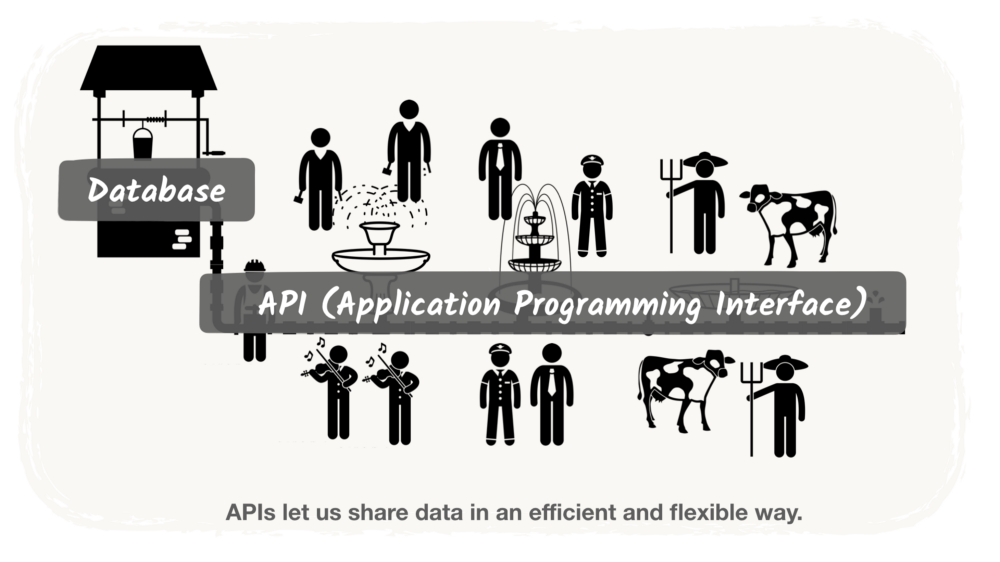 Database
API (Application Programming Interface)
APIs let us share data in an efficient and flexible way.